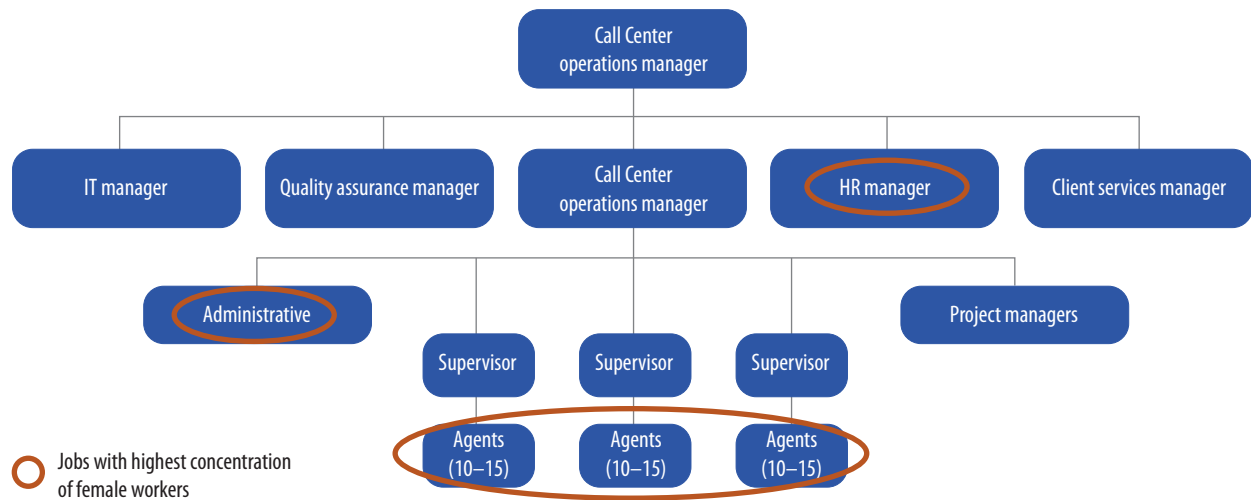 Call Center
operations manager
IT manager
Quality assurance manager
Call Center
operations manager
HR manager
Client services manager
Administrative
Project managers
Supervisor
Supervisor
Supervisor
Agents
(10–15)
Agents
(10–15)
Agents
(10–15)
Jobs with highest concentration
of female workers